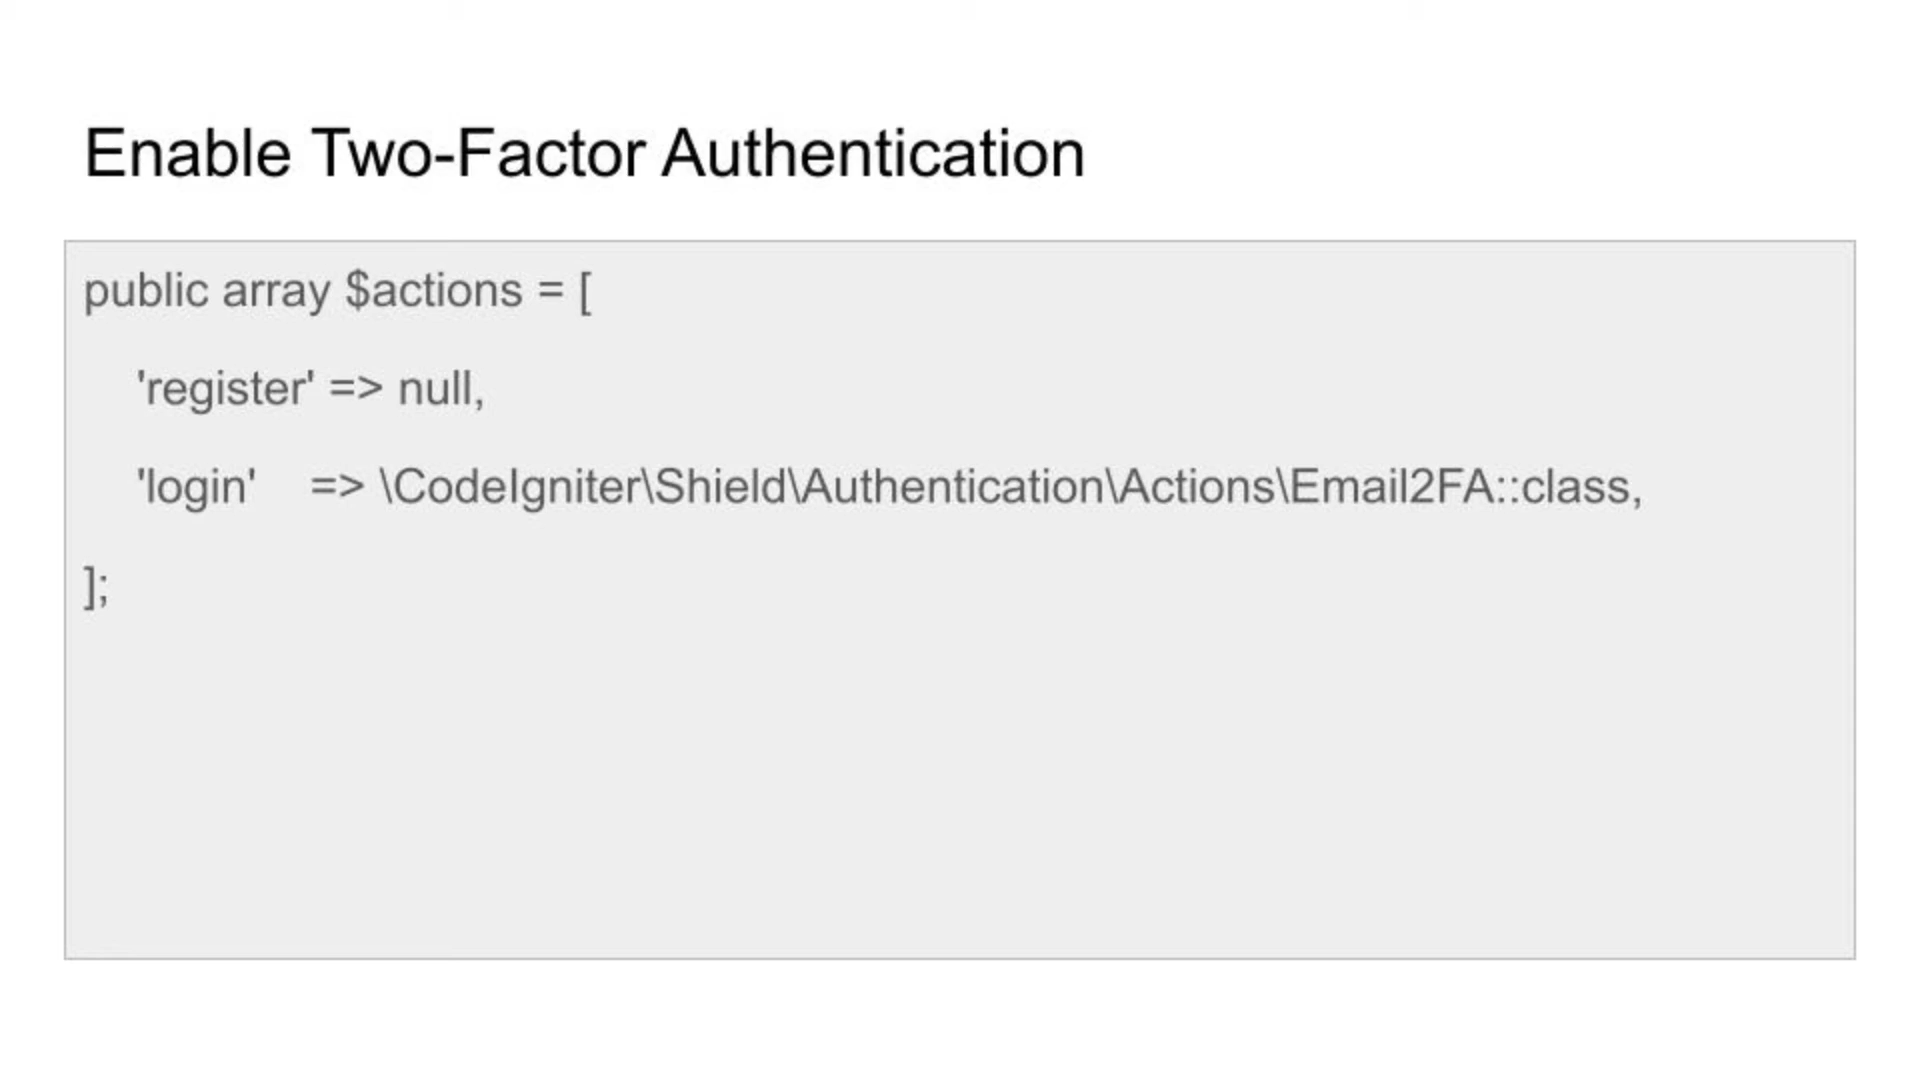 Enable Two-Factor Authentication
public array $actions = [
'register' => null,
'login' => \CodeIgniter\Shield\Authentication\Actions\Email2FA::class,
];